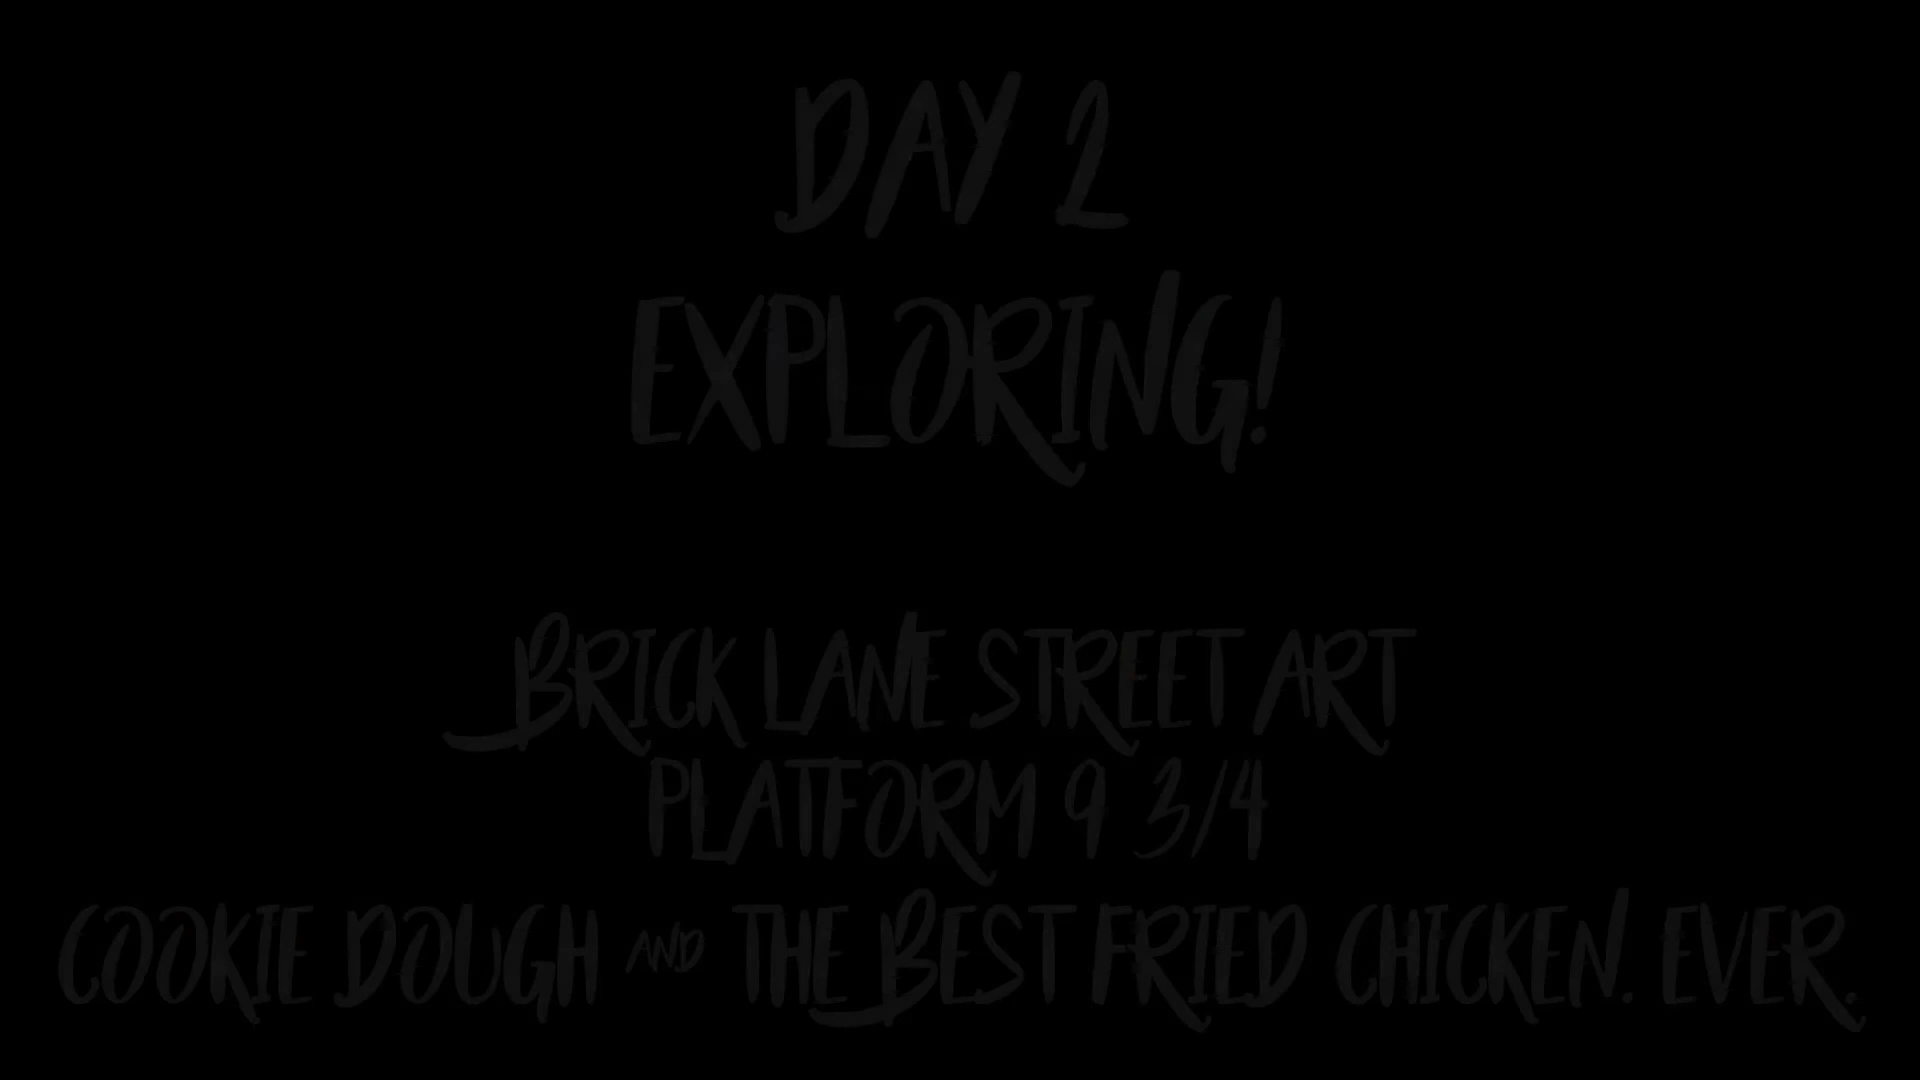 DAY 2
EXPLORING!
BRICK LANE STREET ART
PLATFORM 9 3/4
COOKIE DOUGH AND THE BEST FRIED CHICKEN. EVER.